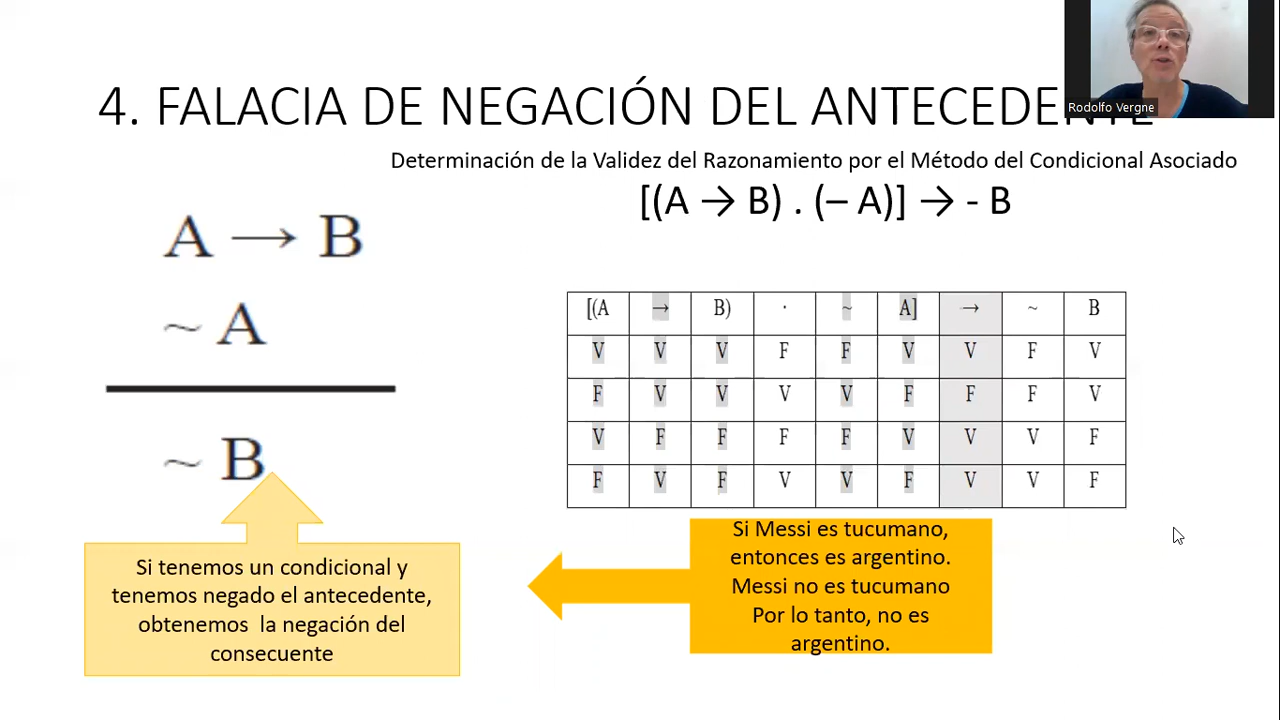 Rodolfo Vergne
4. FALACIA DE NEGACIÓN DEL ANTECEDENTE
Determinación de la Validez del Razonamiento por el Método del Condicional Asociado
[(A → B) . (– A)] → - B
A → B
~ A
~ B
[(A → B) · ~ A] → ~ B
V V V F F V V F V
F V V V V F F F V
V F F F F V V V F
F V F V V F V V F
Si tenemos un condicional y
tenemos negado el antecedente,
obtenemos la negación del
consecuente
Si Messi es tucumano,
entonces es argentino.
Messi no es tucumano
Por lo tanto, no es
argentino.